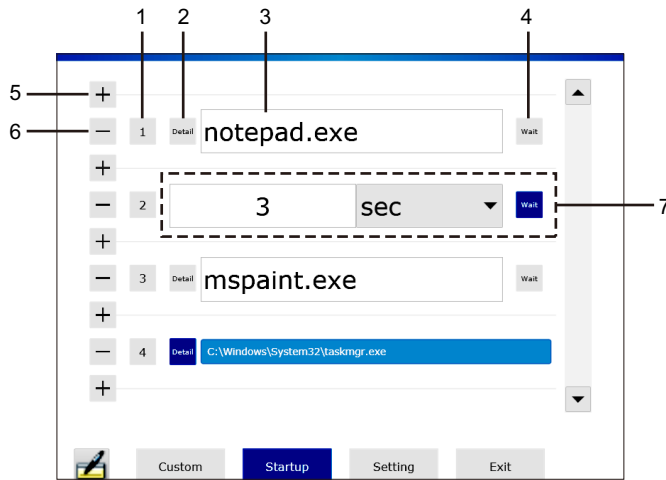 1 2 3 4
5 +
6 − 1 Detail notepad.exe Wait
+
− 2 3 sec Wait 7
+
− 3 Detail mspaint.exe Wait
+
− 4 Detail C:\Windows\System32\taskmgr.exe
+
Custom Startup Setting Exit